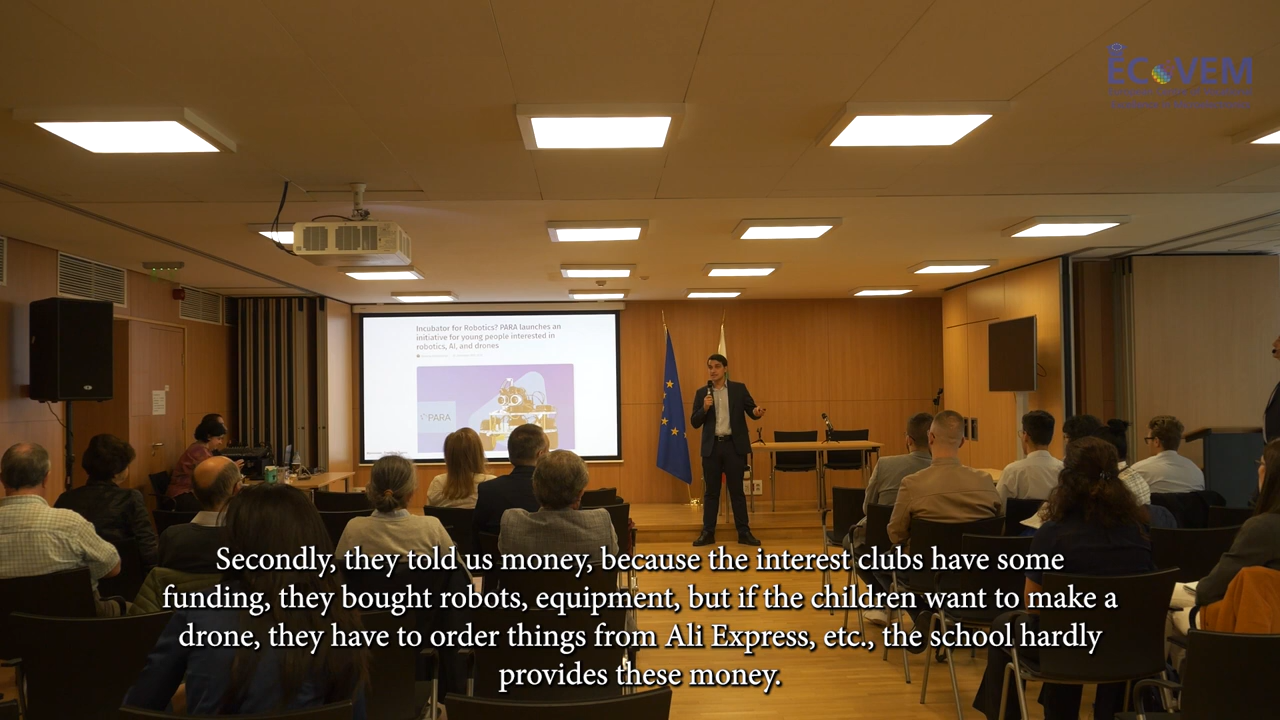 ECOVEM
Incubator for Robotics? PARA launches an
initiative for young people interested in
robotics, AI, and drones
PARA
Secondly, they told us money, because the interest clubs have some
funding, they bought robots, equipment, but if the children want to make a
drone, they have to order things from Ali Express, etc., the school hardly
provides these money.